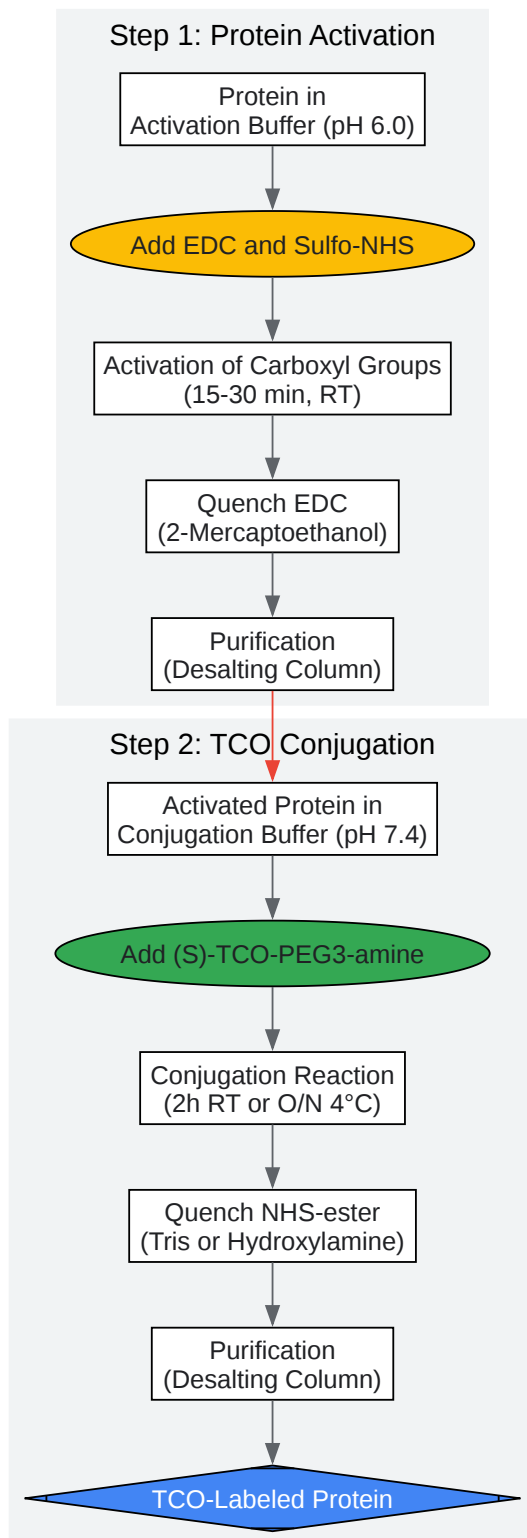 Step 1: Protein Activation
Protein in
Activation Buffer (pH 6.0)
Add EDC and Sulfo-NHS
Activation of Carboxyl Groups
(15-30 min, RT)
Quench EDC
(2-Mercaptoethanol)
Purification
(Desalting Column)
Step 2: TCO Conjugation
Activated Protein in
Conjugation Buffer (pH 7.4)
Add (S)-TCO-PEG3-amine
Conjugation Reaction
(2h RT or O/N 4°C)
Quench NHS-ester
(Tris or Hydroxylamine)
Purification
(Desalting Column)
TCO-Labeled Protein